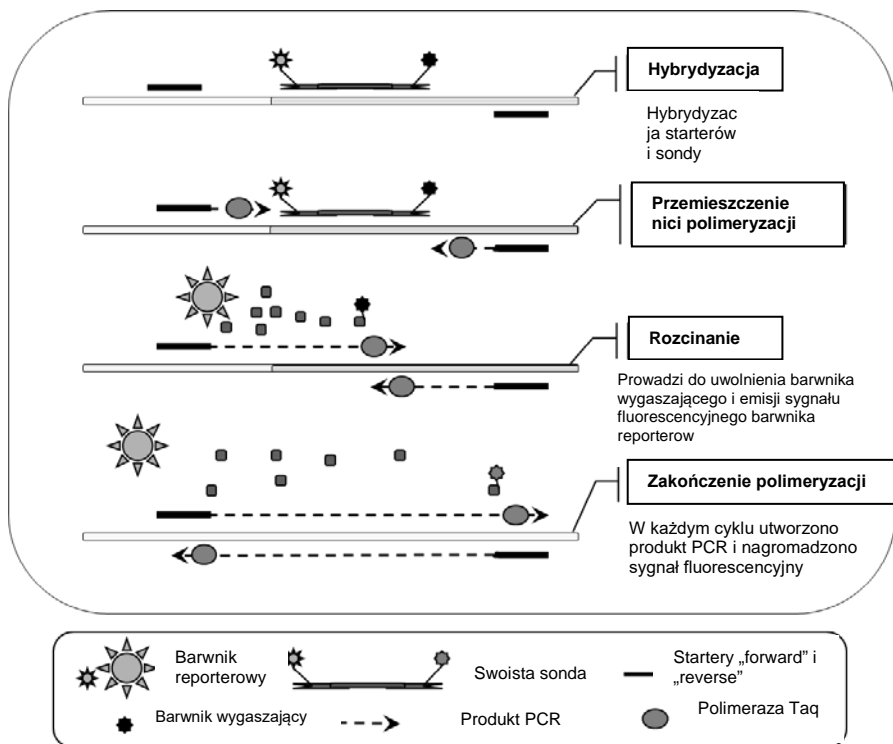 Hybrydyzacja
Hybrydyzac
ja starterów
i sondy
Przemieszczenie
nici polimeryzacji
Rozcinanie
Prowadzi do uwolnienia barwnika
wygaszającego i emisji sygnału
fluorescencyjnego barwnika
reporterow
Zakończenie polimeryzacji
W każdym cyklu utworzono
produkt PCR i nagromadzono
sygnał fluorescencyjny
Barwnik
reporterowy
Swoista sonda
Startery „forward” i
„reverse”
Barwnik wygaszający
Produkt PCR
Polimeraza Taq